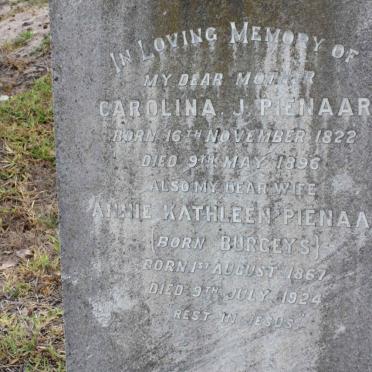 IN LOVING MEMORY OF
MY DEAR MOTHER
CAROLINA. J. PIENAAR
BORN 16TH NOVEMBER 1822
DIED 9TH MAY 1896
ALSO MY DEAR WIFE
ANNIE KATHLEEN PIENAA
(BORN BURGEYS)
BORN 1ST AUGUST 1867
DIED 9TH JULY 1924
"REST IN JESUS"